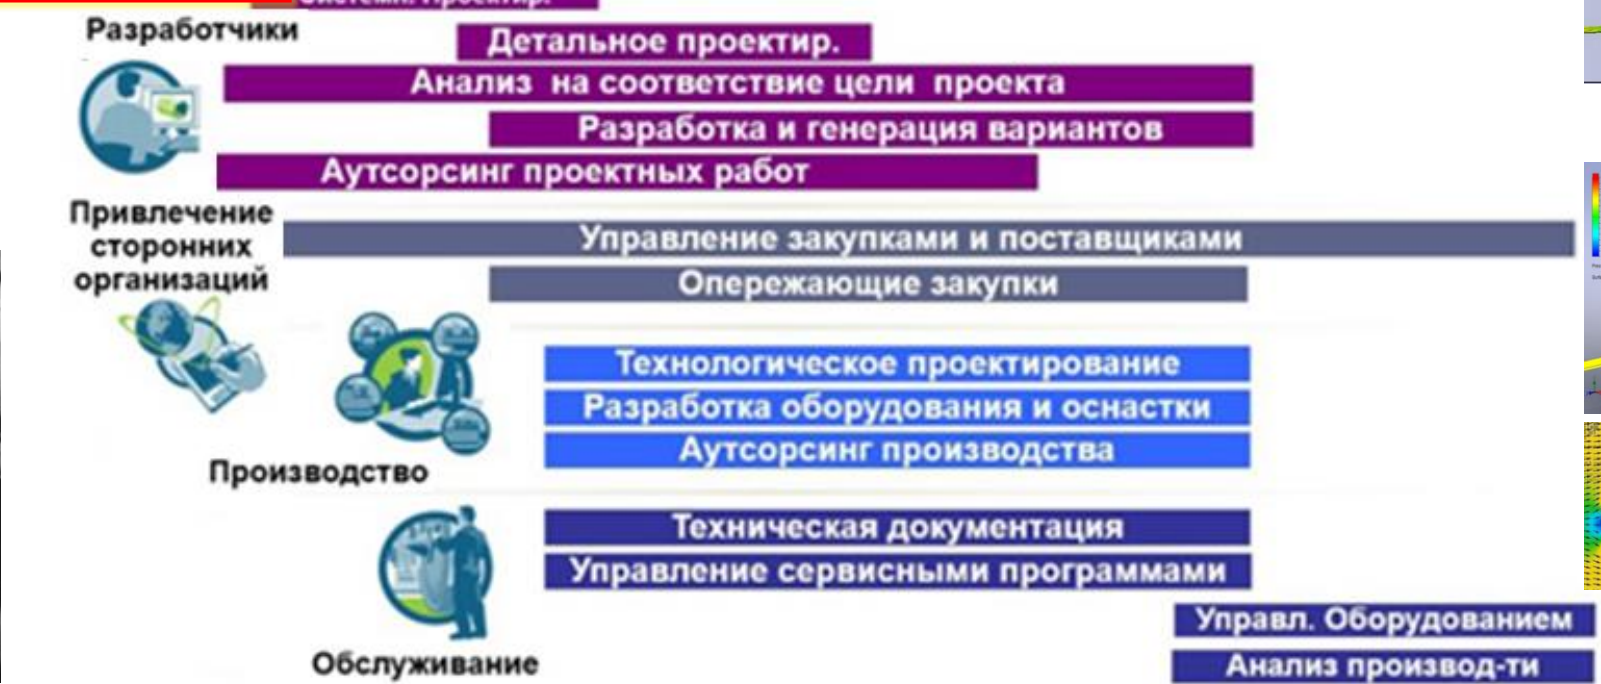 Системн. Проектир.
Разработчики
Детальное проектир.
Анализ на соответствие цели проекта
Разработка и генерация вариантов
Аутсорсинг проектных работ
Привлечение
сторонних
организаций
Управление закупками и поставщиками
Опережающие закупки
Технологическое проектирование
Разработка оборудования и оснастки
Аутсорсинг производства
Производство
Техническая документация
Управление сервисными программами
Управл. Оборудованием
Анализ производ-ти
Обслуживание